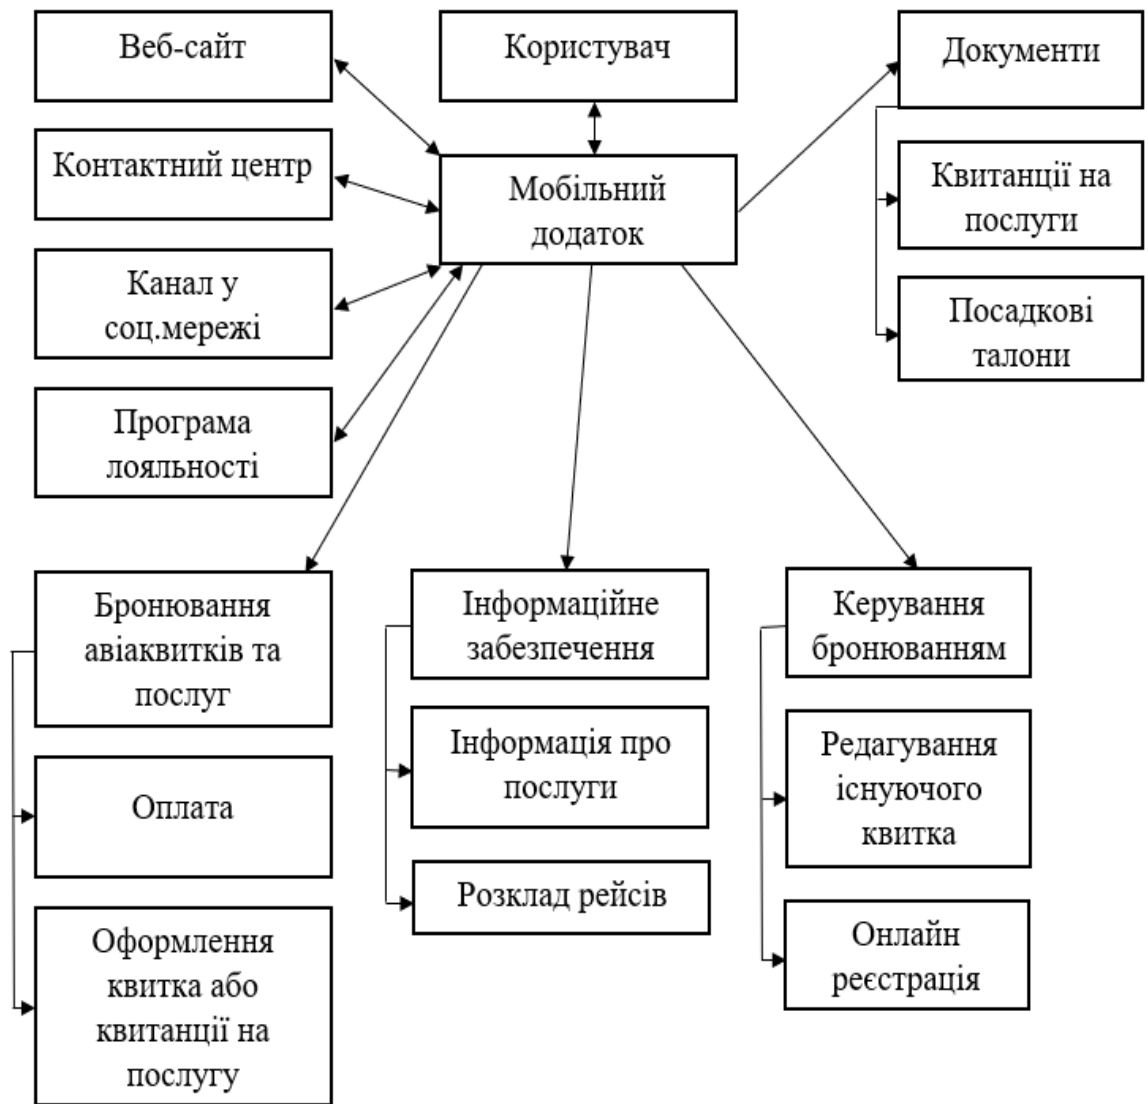 Веб-сайт
Користувач
Документи
Контактний центр
Мобільний
додаток
Квитанції на
послуги
Канал у
соц.мережі
Посадкові
талони
Програма
лояльності
Бронювання
авіаквитків та
послуг
Інформаційне
забезпечення
Керування
бронюванням
Оплата
Інформація про
послуги
Редагування
існуючого
квитка
Оформлення
квитка або
квитанції на
послугу
Розклад рейсів
Онлайн
реєстрація